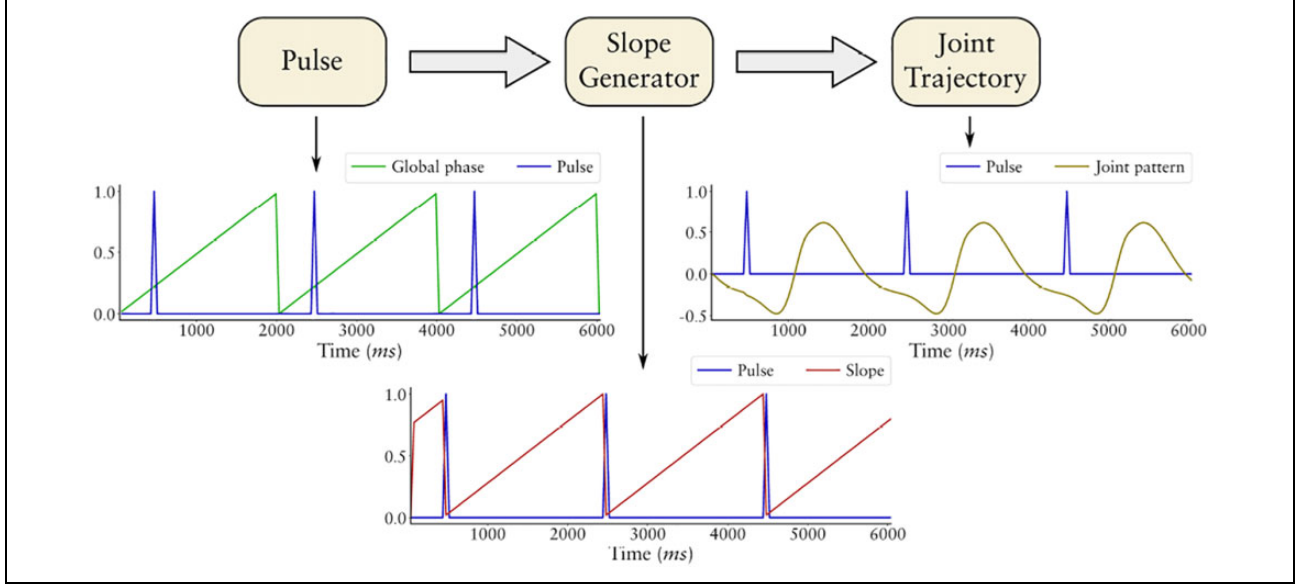 Pulse
Slope
Generator
Joint
Trajectory
Global phase Pulse
1.0
0.5
0.0
1000 2000 3000 4000 5000 6000
Time (ms)
Pulse Joint pattern
1.0
0.5
0.0
-0.5
1000 2000 3000 4000 5000 6000
Time (ms)
Pulse Slope
1.0
0.5
0.0
1000 2000 3000 4000 5000 6000
Time (ms)